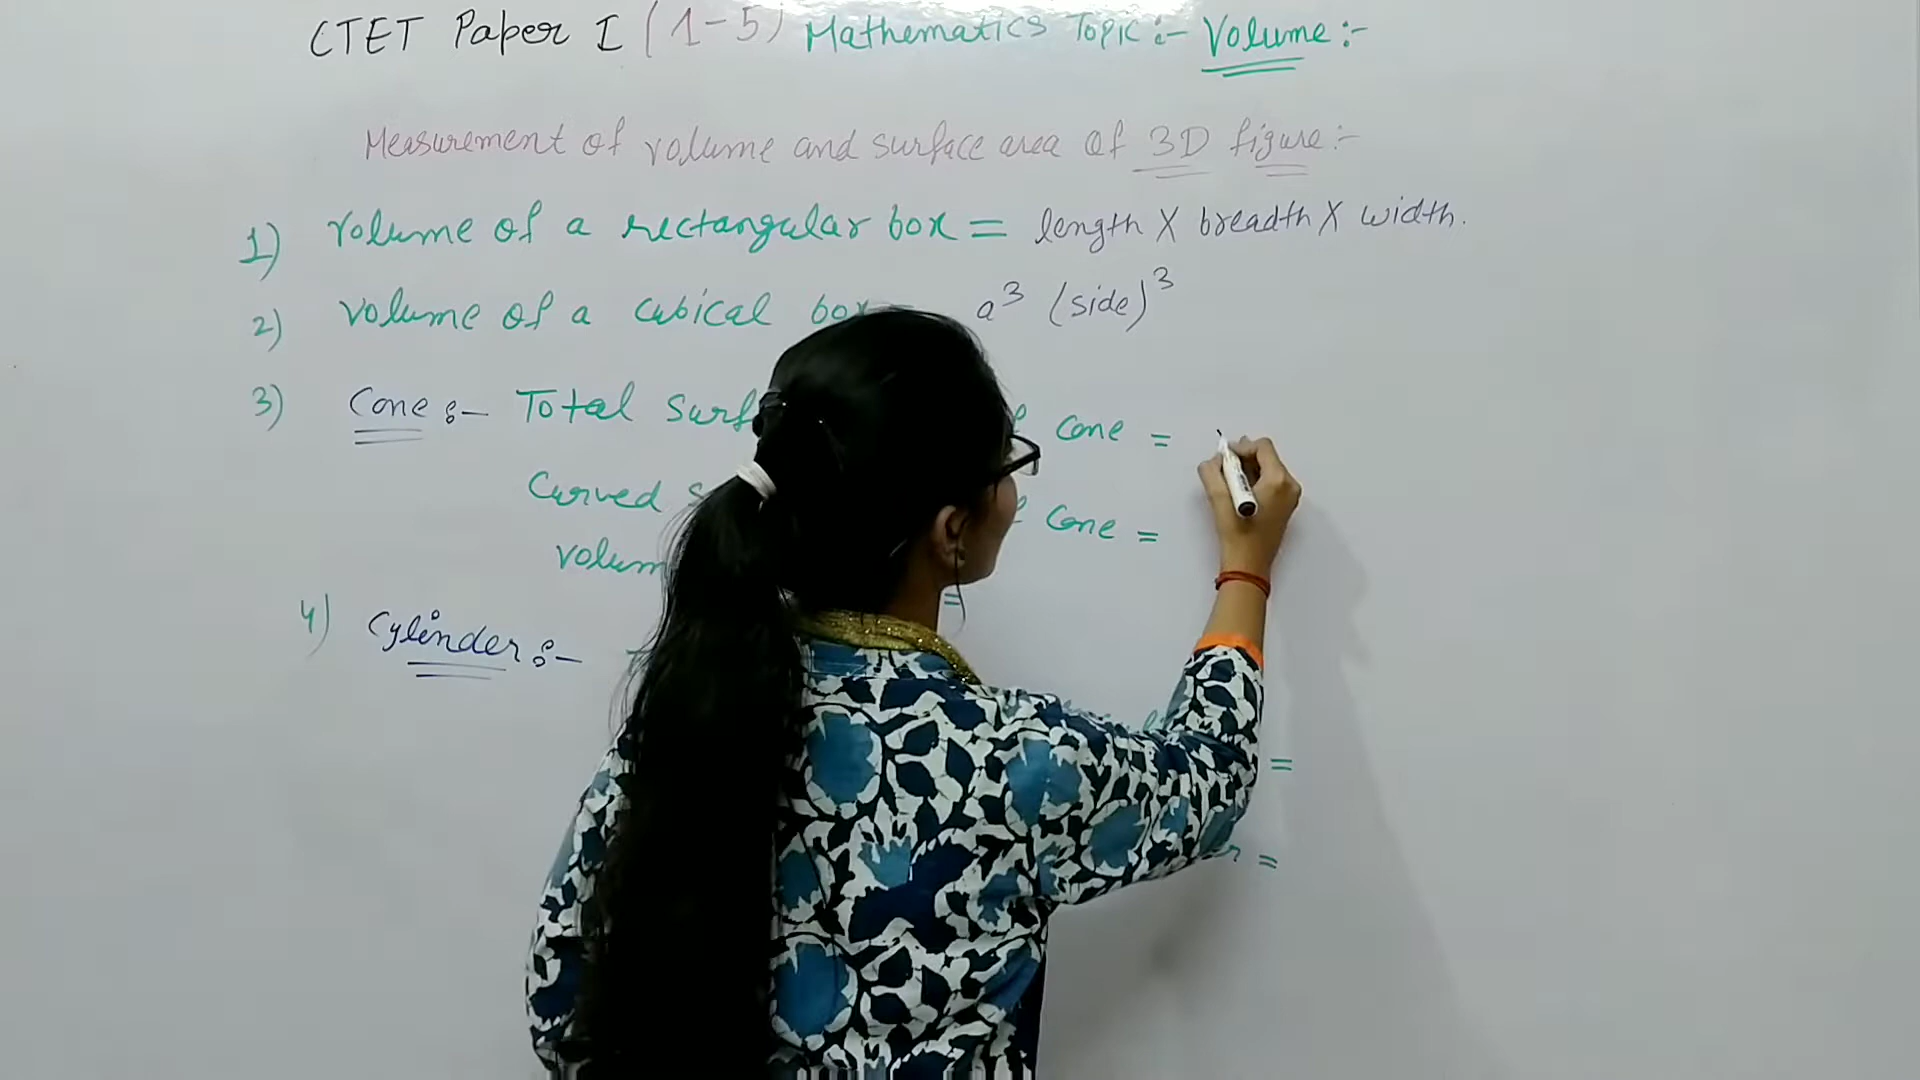 CTET Paper I (1-5) Mathematics Topic:- Volume:-
Measurement of volume and surface area of 3D figure:-
1) volume of a rectangular box = length X breadth X width.
2) volume of a cubical box a³ (side)³
3) Cone:- Total cone =
Curved cone =
=
4) Cylinder:-
=
=